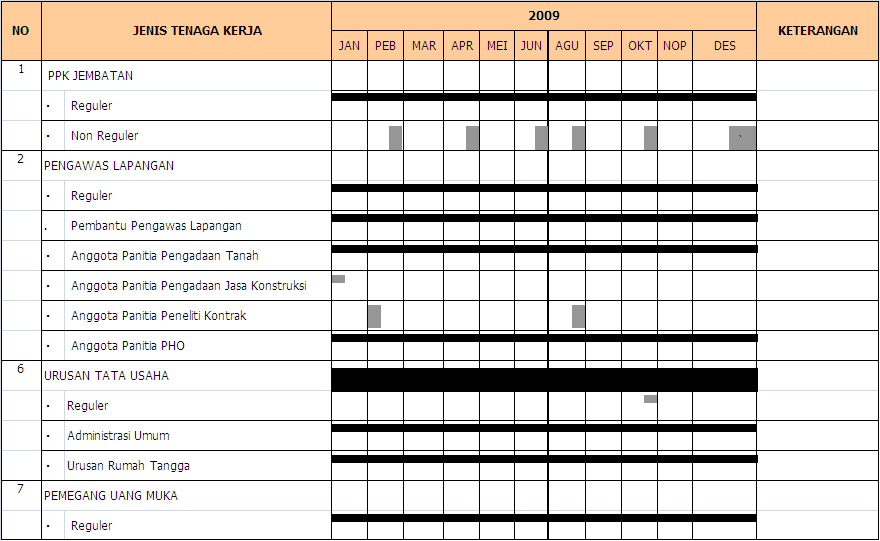 NO JENIS TENAGA KERJA 2009 KETERANGAN
JAN PEB MAR APR MEI JUN AGU SEP OKT NOP DES
1 PPK JEMBATAN
· Reguler
· Non Reguler
2 PENGAWAS LAPANGAN
· Reguler
. Pembantu Pengawas Lapangan
· Anggota Panitia Pengadaan Tanah
· Anggota Panitia Pengadaan Jasa Konstruksi
· Anggota Panitia Peneliti Kontrak
· Anggota Panitia PHO
6 URUSAN TATA USAHA
· Reguler
· Administrasi Umum
· Urusan Rumah Tangga
7 PEMEGANG UANG MUKA
· Reguler